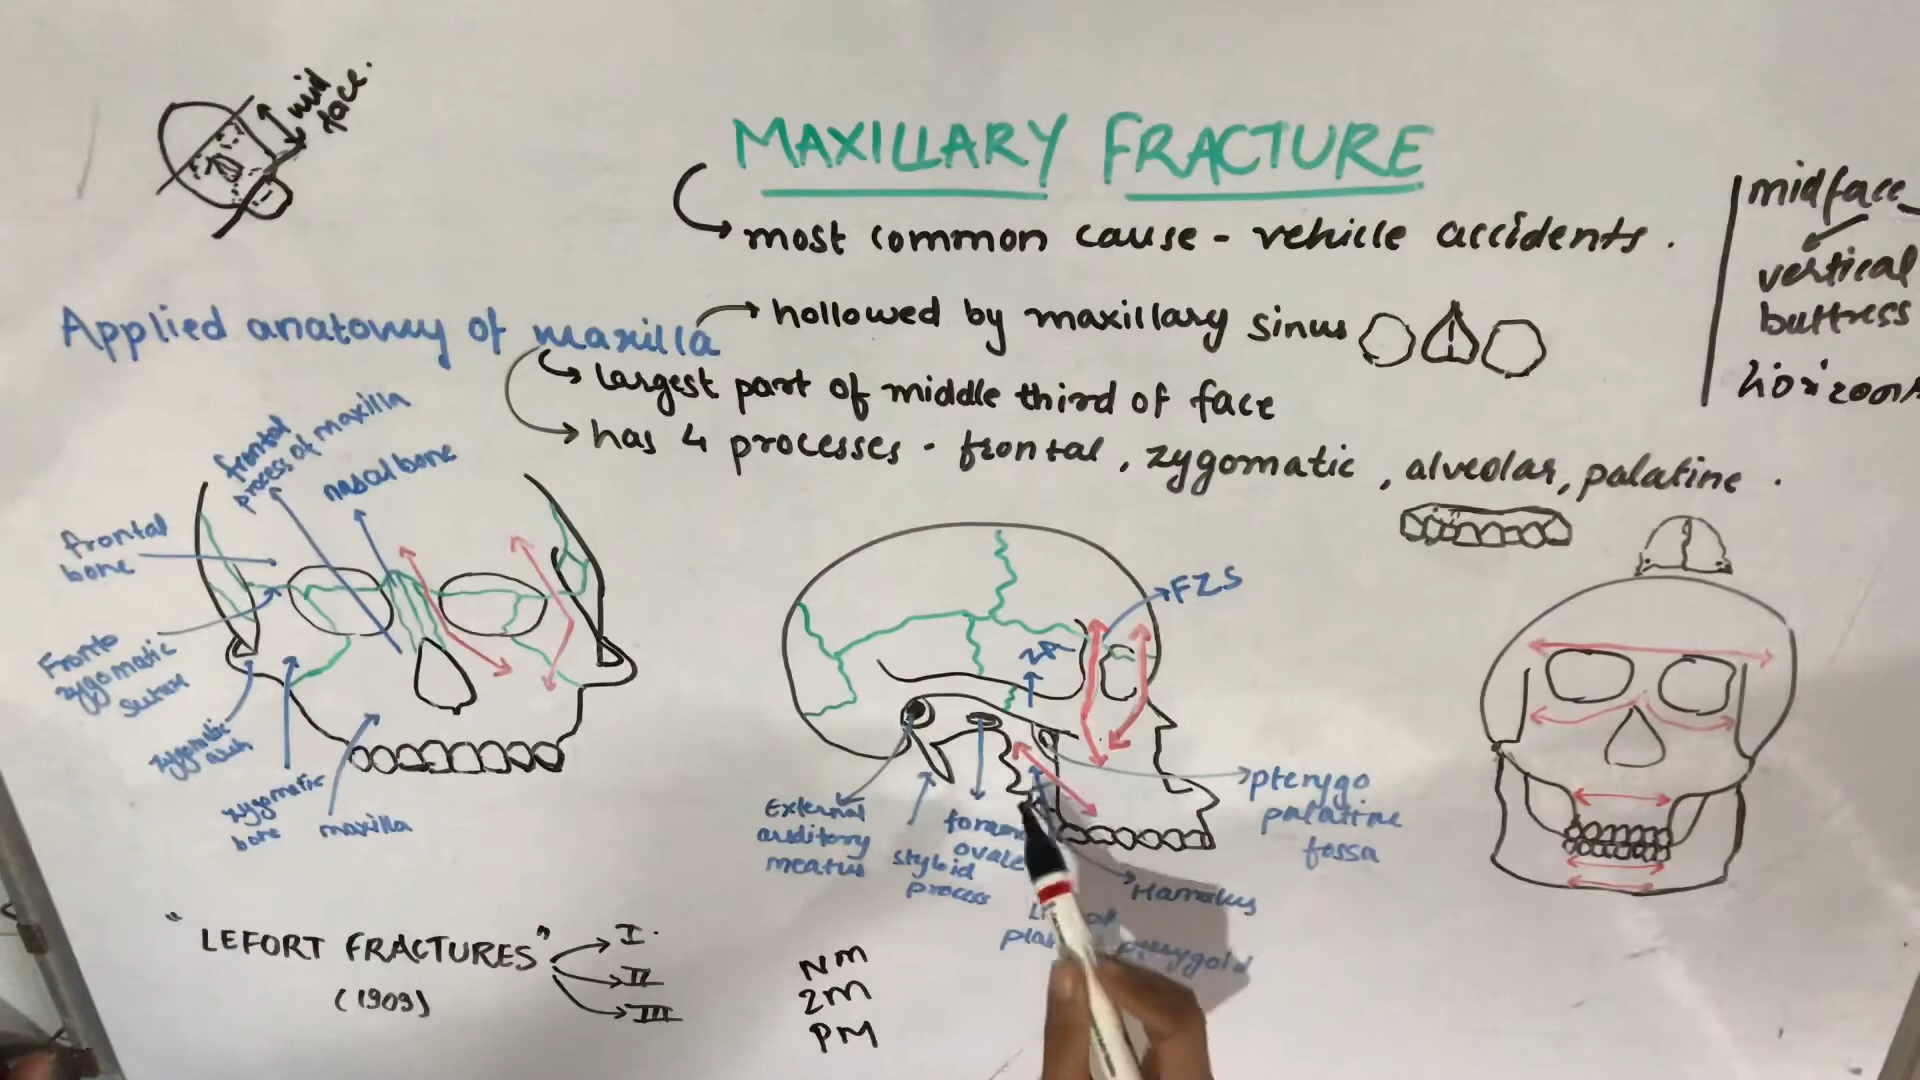 mid
face.
MAXILLARY FRACTURE
most common cause - vehicle accidents.
midface
vertical
buttress
Applied anatomy of maxilla
hollowed by maxillary sinus
largest part of middle third of face
has 4 processes - frontal, zygomatic, alveolar, palatine.
frontal
process of maxilla
nasal bone
frontal
bone
Fronto
zygomatic
suture
zygomatic
arch
zygomatic
bone
maxilla
FZS
External
auditory
meatus
styloid
process
ovale
pterygo
palatine
fossa
Hamulus
pterygoid
"LEFORT FRACTURES"
(1909)
I.
II
III
NM
ZM
PM